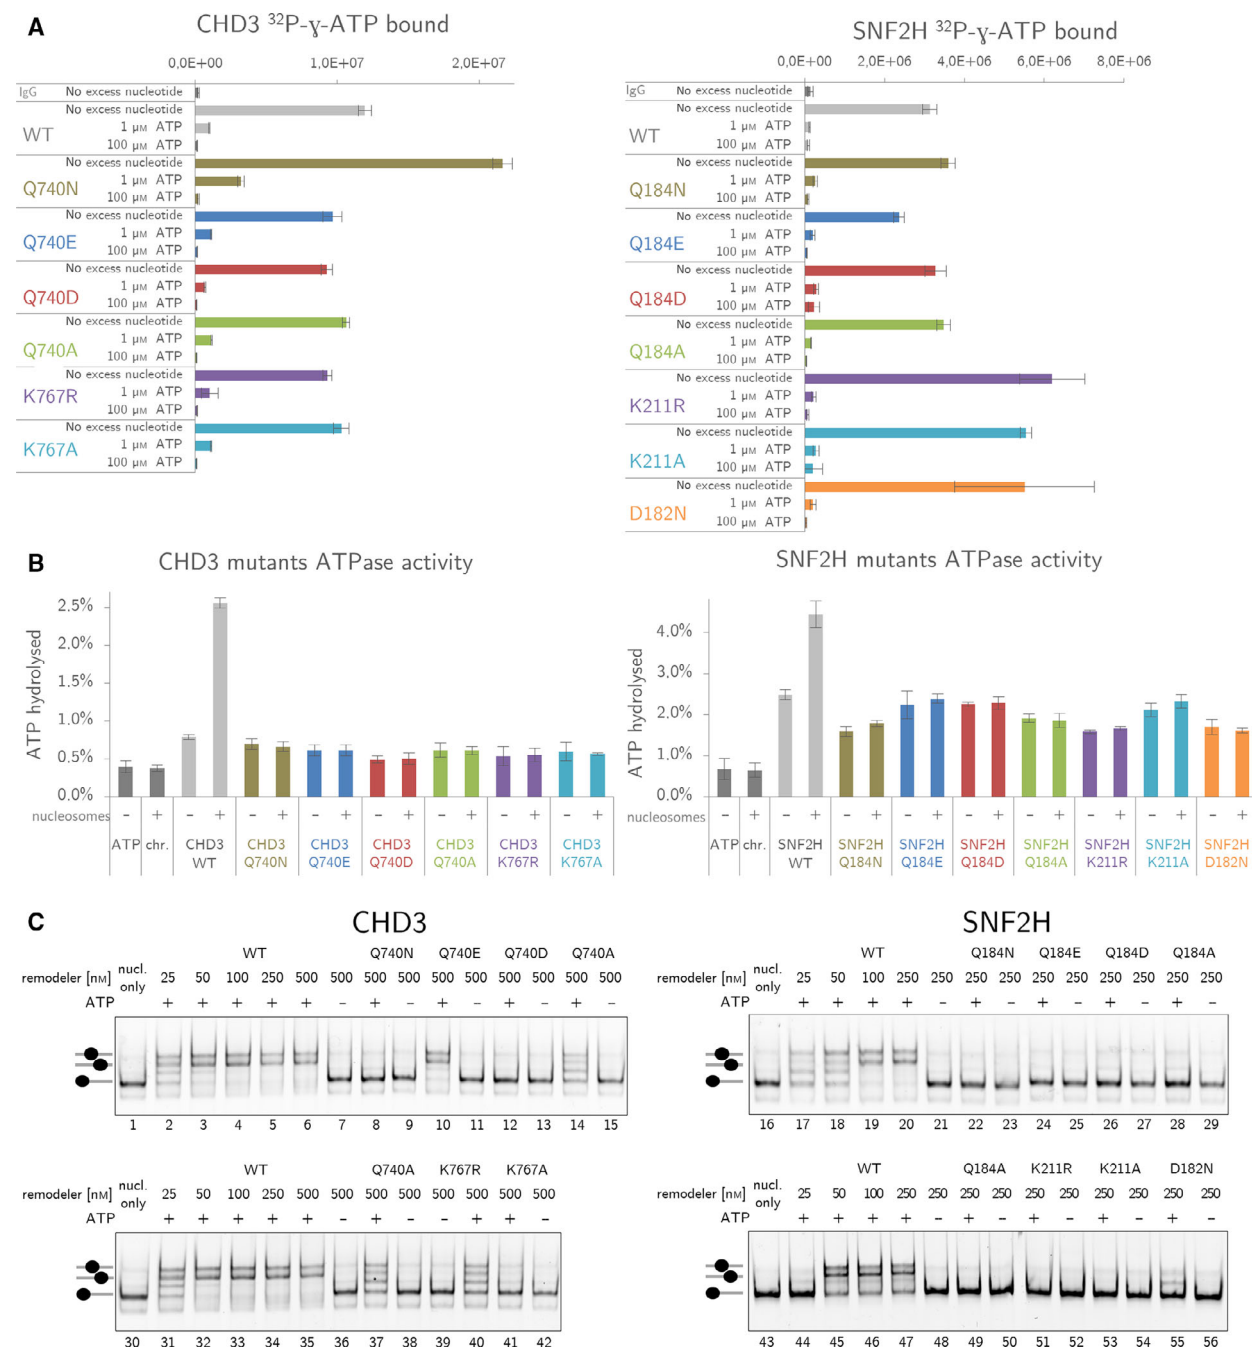 A
CHD3 ³²P-ɣ-ATP bound
0,0E+00 1,0E+07 2,0E+07
IgG No excess nucleotide
No excess nucleotide
WT 1 µM ATP
100 µM ATP
No excess nucleotide
Q740N 1 µM ATP
100 µM ATP
No excess nucleotide
Q740E 1 µM ATP
100 µM ATP
No excess nucleotide
Q740D 1 µM ATP
100 µM ATP
No excess nucleotide
Q740A 1 µM ATP
100 µM ATP
No excess nucleotide
K767R 1 µM ATP
100 µM ATP
No excess nucleotide
K767A 1 µM ATP
100 µM ATP
SNF2H ³²P-ɣ-ATP bound
0,0E+00 2,0E+06 4,0E+06 6,0E+06 8,0E+06
IgG No excess nucleotide
No excess nucleotide
WT 1 µM ATP
100 µM ATP
No excess nucleotide
Q184N 1 µM ATP
100 µM ATP
No excess nucleotide
Q184E 1 µM ATP
100 µM ATP
No excess nucleotide
Q184D 1 µM ATP
100 µM ATP
No excess nucleotide
Q184A 1 µM ATP
100 µM ATP
No excess nucleotide
K211R 1 µM ATP
100 µM ATP
No excess nucleotide
K211A 1 µM ATP
100 µM ATP
No excess nucleotide
D182N 1 µM ATP
100 µM ATP
B
CHD3 mutants ATPase activity
ATP hydrolysed
2.5%
2.0%
1.5%
1.0%
0.5%
0.0%
nucleosomes – + – + – + – + – + – + – + – +
ATP chr. CHD3 CHD3 CHD3 CHD3 CHD3 CHD3 CHD3
WT Q740N Q740E Q740D Q740A K767R K767A
SNF2H mutants ATPase activity
ATP hydrolysed
4.0%
3.0%
2.0%
1.0%
0.0%
nucleosomes – + – + – + – + – + – + – + – + – +
ATP chr. SNF2H SNF2H SNF2H SNF2H SNF2H SNF2H SNF2H SNF2H
WT Q184N Q184E Q184D Q184A K211R K211A D182N
C
CHD3
WT Q740N Q740E Q740D Q740A
remodeler [nM] nucl. only 25 50 100 250 500 500 500 500 500 500 500 500 500 500
ATP + + + + + – + – + – + – + –
1 2 3 4 5 6 7 8 9 10 11 12 13 14 15
SNF2H
WT Q184N Q184E Q184D Q184A
remodeler [nM] nucl. only 25 50 100 250 250 250 250 250 250 250 250 250 250
ATP + + + + – + – + – + – + –
16 17 18 19 20 21 22 23 24 25 26 27 28 29
WT Q740A K767R K767A
remodeler [nM] nucl. only 25 50 100 250 500 500 500 500 500 500 500 500
ATP + + + + + – + – – + + –
30 31 32 33 34 35 36 37 38 39 40 41 42
WT Q184A K211R K211A D182N
remodeler [nM] nucl. only 25 50 100 250 250 250 250 250 250 250 250 250 250
ATP + + + + – + – + – + – + –
43 44 45 46 47 48 49 50 51 52 53 54 55 56